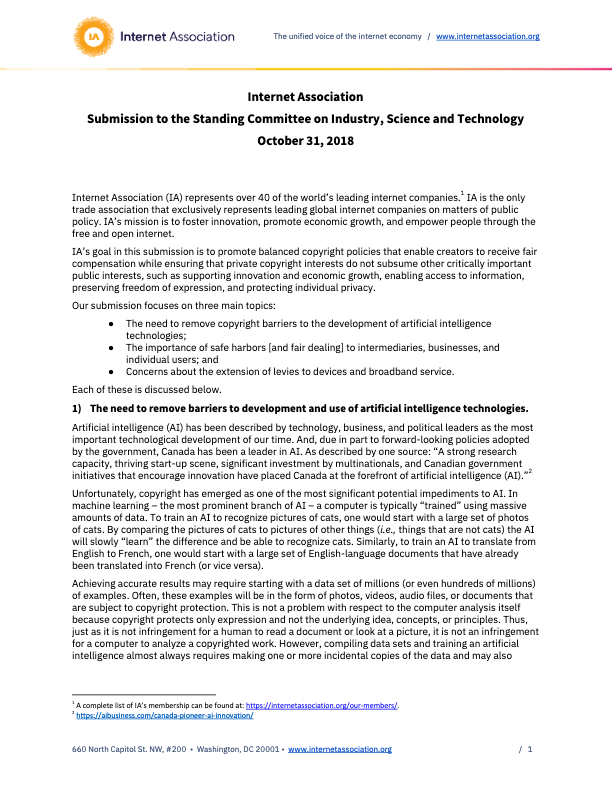 IA Internet Association
The unified voice of the internet economy / www.internetassociation.org
Internet Association
Submission to the Standing Committee on Industry, Science and Technology
October 31, 2018
Internet Association (IA) represents over 40 of the world’s leading internet companies.1 IA is the only
trade association that exclusively represents leading global internet companies on matters of public
policy. IA’s mission is to foster innovation, promote economic growth, and empower people through the
free and open internet.
IA’s goal in this submission is to promote balanced copyright policies that enable creators to receive fair
compensation while ensuring that private copyright interests do not subsume other critically important
public interests, such as supporting innovation and economic growth, enabling access to information,
preserving freedom of expression, and protecting individual privacy.
Our submission focuses on three main topics:
● The need to remove copyright barriers to the development of artificial intelligence
technologies;
● The importance of safe harbors [and fair dealing] to intermediaries, businesses, and
individual users; and
● Concerns about the extension of levies to devices and broadband service.
Each of these is discussed below.
1) The need to remove barriers to development and use of artificial intelligence technologies.
Artificial intelligence (AI) has been described by technology, business, and political leaders as the most
important technological development of our time. And, due in part to forward-looking policies adopted
by the government, Canada has been a leader in AI. As described by one source: “A strong research
capacity, thriving start-up scene, significant investment by multinationals, and Canadian government
initiatives that encourage innovation have placed Canada at the forefront of artificial intelligence (AI).”2
Unfortunately, copyright has emerged as one of the most significant potential impediments to AI. In
machine learning – the most prominent branch of AI – a computer is typically “trained” using massive
amounts of data. To train an AI to recognize pictures of cats, one would start with a large set of photos
of cats. By comparing the pictures of cats to pictures of other things (i.e., things that are not cats) the AI
will slowly “learn” the difference and be able to recognize cats. Similarly, to train an AI to translate from
English to French, one would start with a large set of English-language documents that have already
been translated into French (or vice versa).
Achieving accurate results may require starting with a data set of millions (or even hundreds of millions)
of examples. Often, these examples will be in the form of photos, videos, audio files, or documents that
are subject to copyright protection. This is not a problem with respect to the computer analysis itself
because copyright protects only expression and not the underlying idea, concepts, or principles. Thus,
just as it is not infringement for a human to read a document or look at a picture, it is not an infringement
for a computer to analyze a copyrighted work. However, compiling data sets and training an artificial
intelligence almost always requires making one or more incidental copies of the data and may also
1 A complete list of IA’s membership can be found at: https://internetassociation.org/our-members/.
2 https://aibusiness.com/canada-pioneer-ai-innovation/
660 North Capitol St. NW, #200 • Washington, DC 20001 • www.internetassociation.org / 1